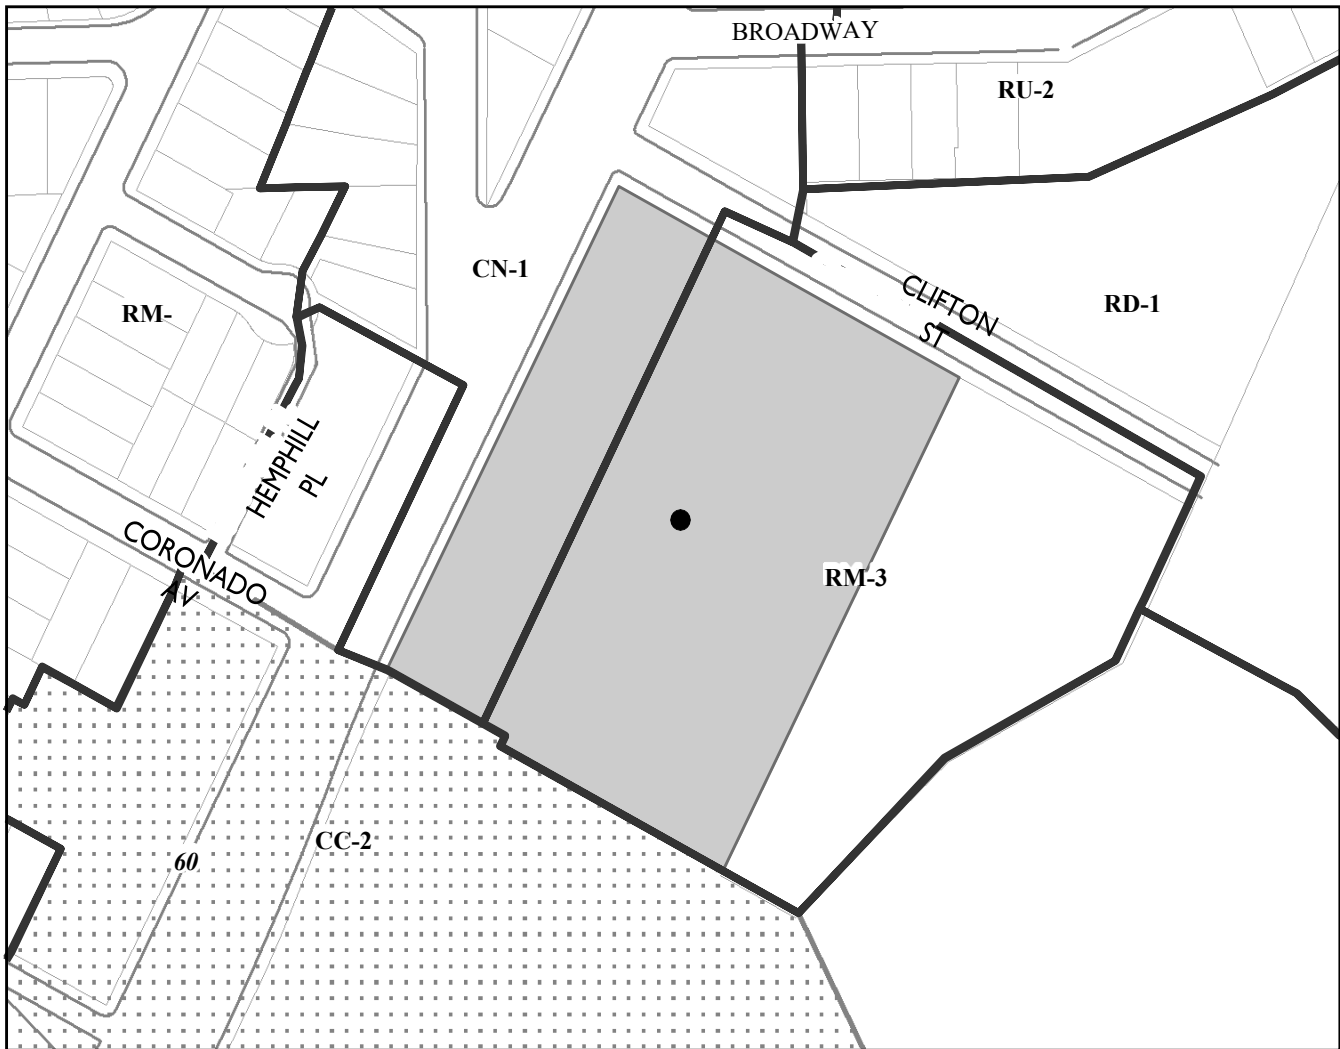 BROADWAY
RU-2
CN-1
CLIFTON
ST
RD-1
RM-
HEMPHILL
PL
CORONADO
AV
RM-3
CC-2
60